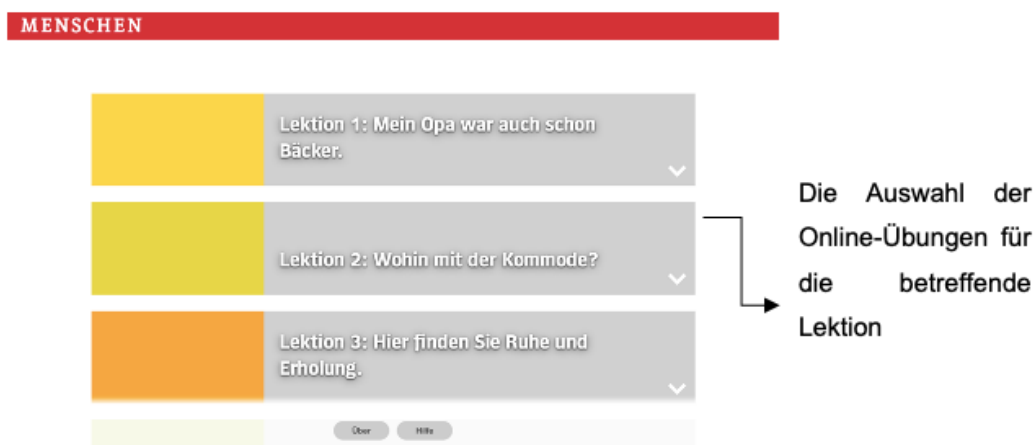 MENSCHEN
Lektion 1: Mein Opa war auch schon
Bäcker.
Lektion 2: Wohin mit der Kommode?
Lektion 3: Hier finden Sie Ruhe und
Erholung.
Über
Hilfe
Die Auswahl der
Online-Übungen für
die betreffende
Lektion